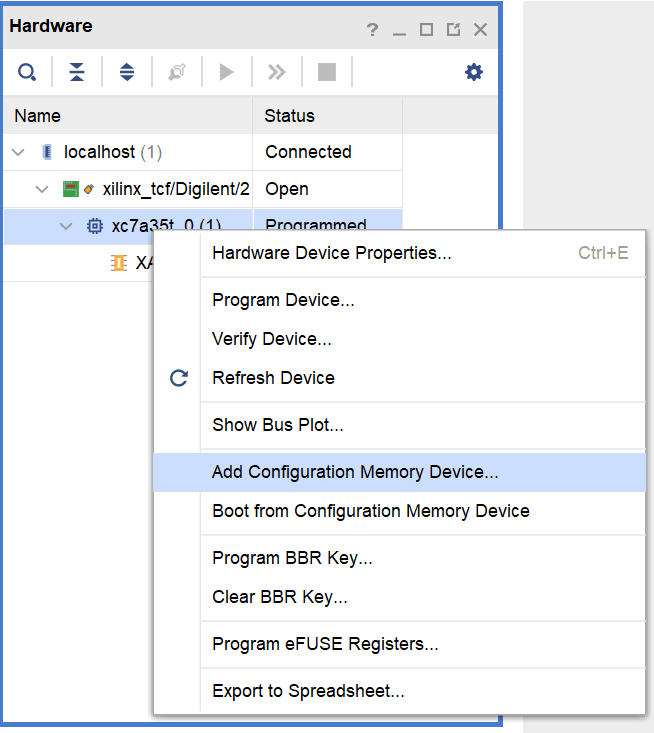 Hardware
?
Name Status
localhost (1) Connected
xilinx_tcf/Digilent/2 Open
xc7a35t_0 (1) Programmed
XA
Hardware Device Properties... Ctrl+E
Program Device...
Verify Device...
Refresh Device
Show Bus Plot...
Add Configuration Memory Device...
Boot from Configuration Memory Device
Program BBR Key...
Clear BBR Key...
Program eFUSE Registers...
Export to Spreadsheet...